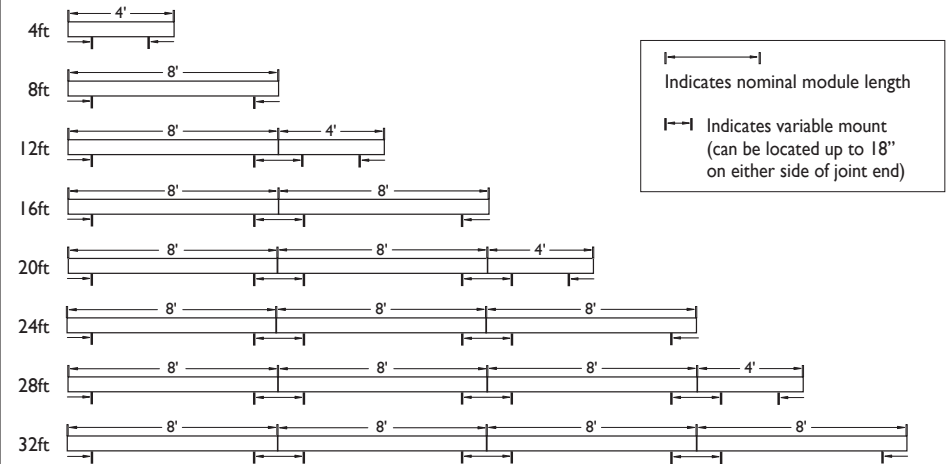 4ft
4'
8ft
8'
12ft
8' 4'
16ft
8' 8'
20ft
8' 8' 4'
24ft
8' 8' 8'
28ft
8' 8' 8' 4'
32ft
8' 8' 8' 8'
Indicates nominal module length
Indicates variable mount
(can be located up to 18”
on either side of joint end)